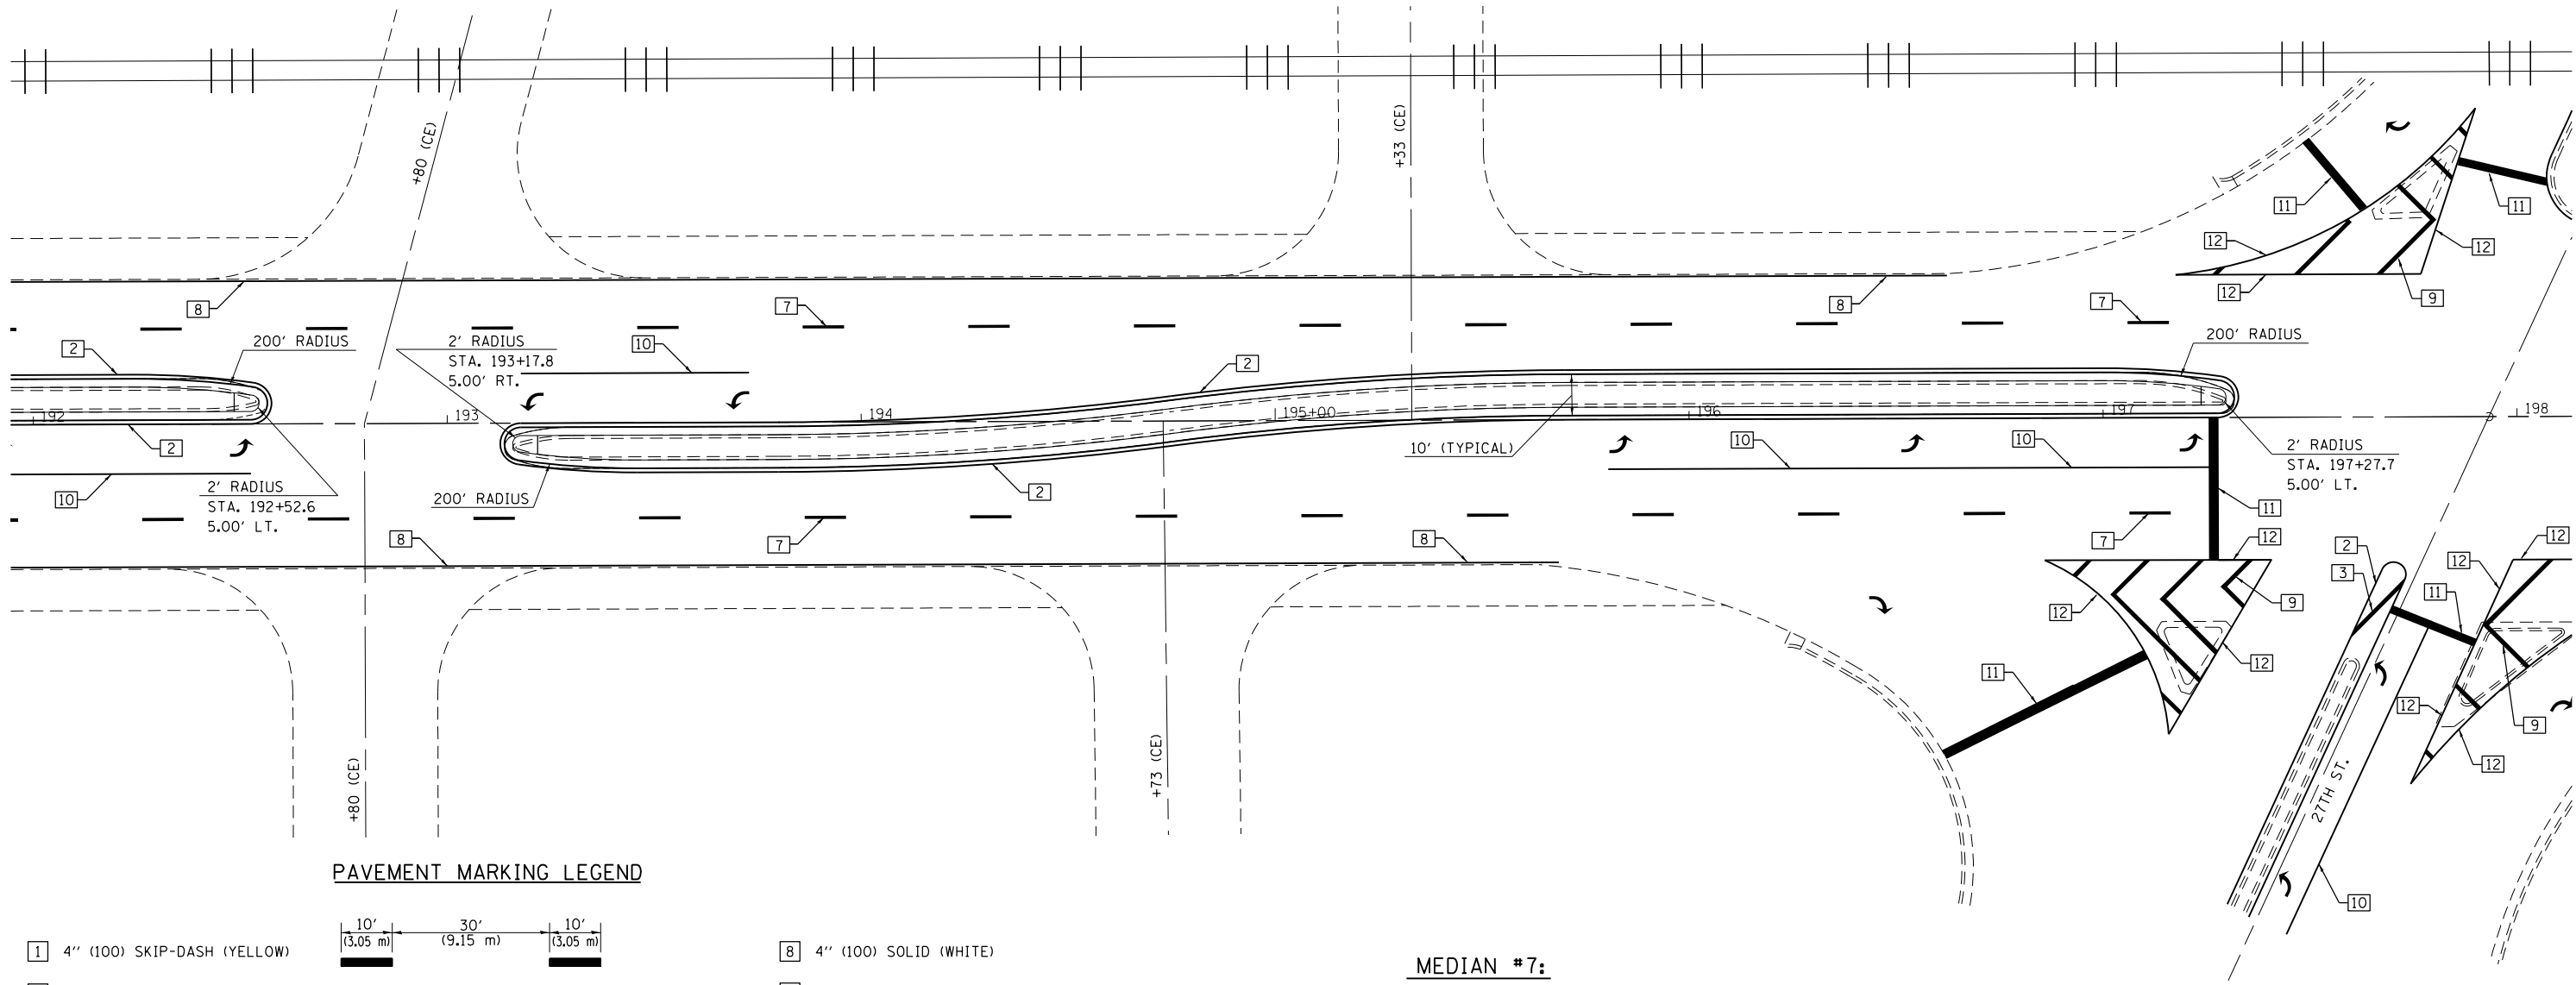 +80 (CE)
+33 (CE)
11
11
12
12
12
9
8
7
8
7
2
200' RADIUS
2' RADIUS
STA. 193+17.8
5.00' RT.
10
2
200' RADIUS
192
193
194
195+00
196
197
198
2
10
2' RADIUS
STA. 192+52.6
5.00' LT.
200' RADIUS
2
10' (TYPICAL)
10
10
2' RADIUS
STA. 197+27.7
5.00' LT.
11
8
7
8
7
12
2
3
12
12
11
9
12
12
11
12
9
12
10
+80 (CE)
+73 (CE)
27TH ST.
PAVEMENT MARKING LEGEND
10' 30' 10'
(3.05 m) (9.15 m) (3.05 m)
1 4'' (100) SKIP-DASH (YELLOW)
8 4'' (100) SOLID (WHITE)
MEDIAN #7: